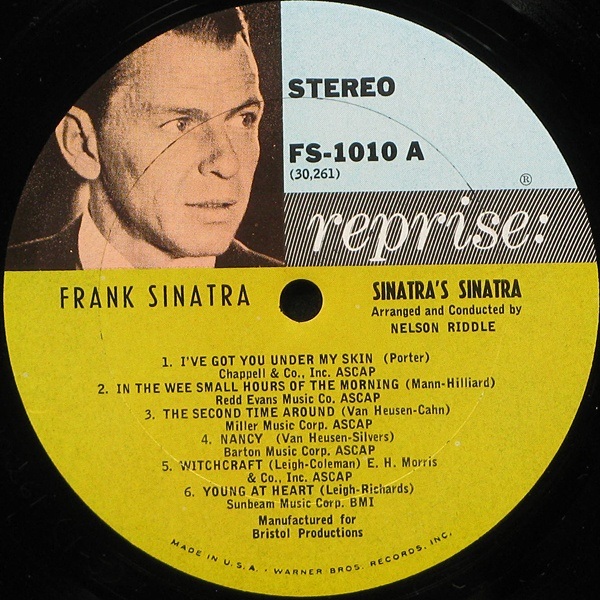 STEREO
FS-1010 A
(30,261)
®
reprise:
FRANK SINATRA
SINATRA'S SINATRA
Arranged and Conducted by
NELSON RIDDLE
1. I'VE GOT YOU UNDER MY SKIN (Porter)
Chappell & Co., Inc. ASCAP
2. IN THE WEE SMALL HOURS OF THE MORNING (Mann-Hilliard)
Redd Evans Music Co. ASCAP
3. THE SECOND TIME AROUND (Van Heusen-Cahn)
Miller Music Corp. ASCAP
4. NANCY (Van Heusen-Silvers)
Barton Music Corp. ASCAP
5. WITCHCRAFT (Leigh-Coleman) E. H. Morris
& Co., Inc. ASCAP
6. YOUNG AT HEART (Leigh-Richards)
Sunbeam Music Corp. BMI
Manufactured for
Bristol Productions
MADE IN U.S.A. · WARNER BROS. RECORDS, INC.